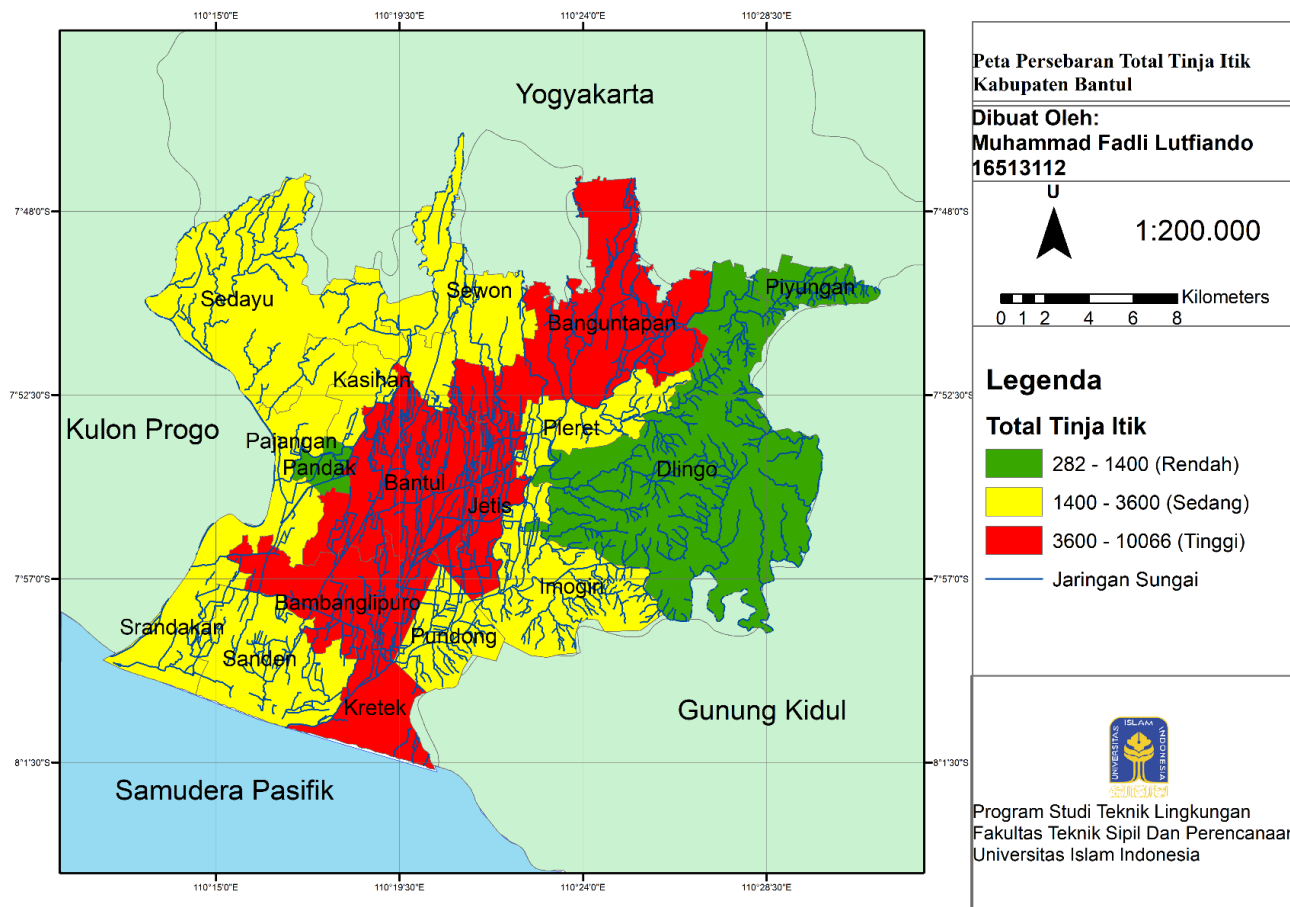 110°15'0"E 110°19'30"E 110°24'0"E 110°28'30"E
Yogyakarta
7°48'0"S 7°48'0"S
Sedayu
Sewon
Piyungan
Banguntapan
7°52'30"S 7°52'30"S
Kasihan
Kulon Progo
Pajangan
Pleret
Pandak
Bantul
Dlingo
Jetis
7°57'0"S 7°57'0"S
Imogiri
Bambanglipuro
Srandakan
Pundong
Sanden
Kretek
Gunung Kidul
8°1'30"S 8°1'30"S
Samudera Pasifik
110°15'0"E 110°19'30"E 110°24'0"E 110°28'30"E
Peta Persebaran Total Tinja Itik
Kabupaten Bantul
Dibuat Oleh:
Muhammad Fadli Lutfiando
16513112
U
1:200.000
Kilometers
0 1 2 4 6 8
Legenda
Total Tinja Itik
282 - 1400 (Rendah)
1400 - 3600 (Sedang)
3600 - 10066 (Tinggi)
Jaringan Sungai
ISLAM
UNIVERSITAS
INDONESIA
Program Studi Teknik Lingkungan
Fakultas Teknik Sipil Dan Perencanaan
Universitas Islam Indonesia